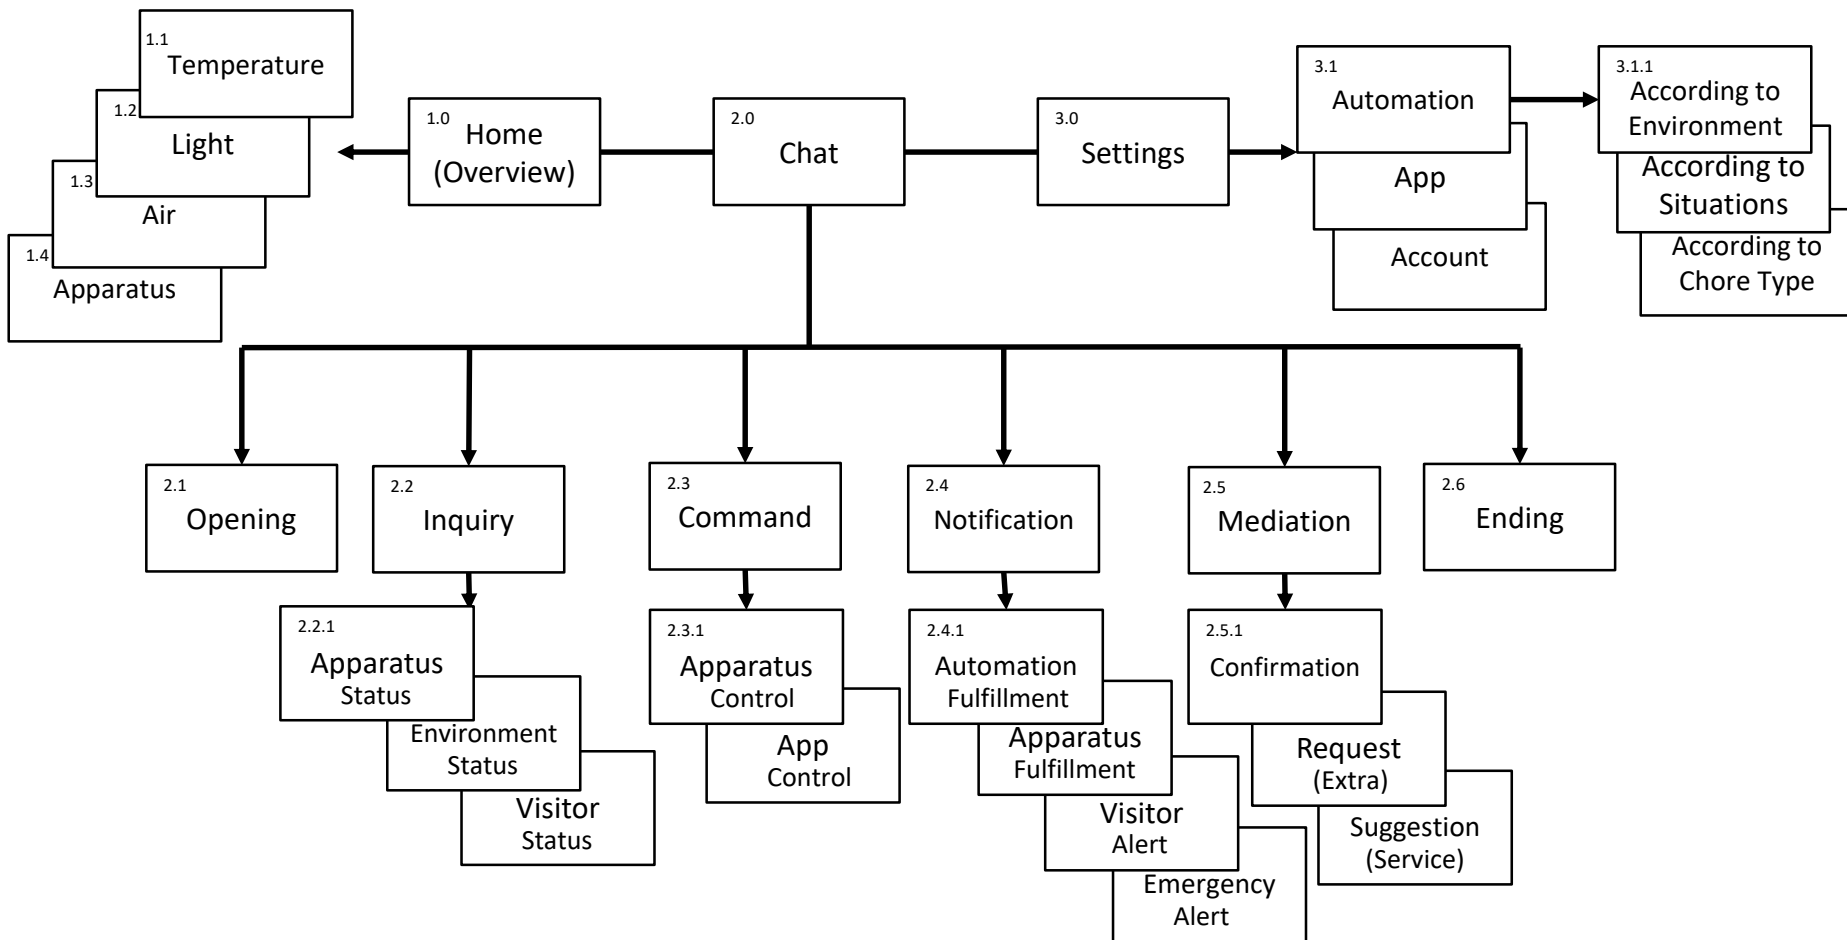 1.1
Temperature
1.2
Light
1.3
Air
1.4
Apparatus
1.0
Home
(Overview)
2.0
Chat
3.0
Settings
3.1
Automation
App
Account
3.1.1
According to
Environment
According to
Situations
According to
Chore Type
2.1
Opening
2.2
Inquiry
2.3
Command
2.4
Notification
2.5
Mediation
2.6
Ending
2.2.1
Apparatus
Status
Environment
Status
Visitor
Status
2.3.1
Apparatus
Control
App
Control
2.4.1
Automation
Fulfillment
Apparatus
Fulfillment
Visitor
Alert
Emergency
Alert
2.5.1
Confirmation
Request
(Extra)
Suggestion
(Service)